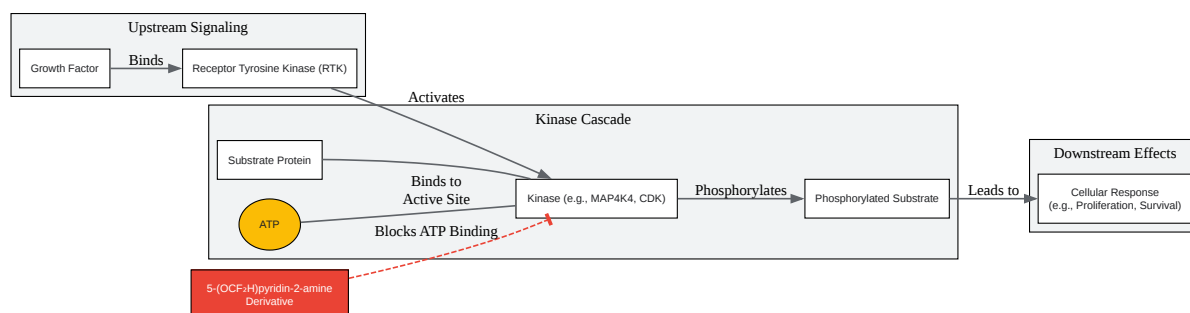 Upstream Signaling
Growth Factor
Binds
Receptor Tyrosine Kinase (RTK)
Activates
Kinase Cascade
Substrate Protein
Binds to
Active Site
ATP
Blocks ATP Binding
Kinase (e.g., MAP4K4, CDK)
Phosphorylates
Phosphorylated Substrate
Leads to
Downstream Effects
Cellular Response
(e.g., Proliferation, Survival)
5-(OCF₂H)pyridin-2-amine
Derivative